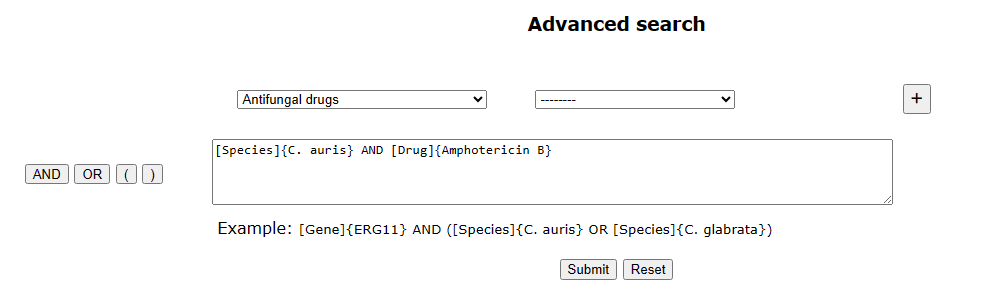 Advanced search
Antifungal drugs -------- +
[Species]{C. auris} AND [Drug]{Amphotericin B}
AND OR ( )
Example: [Gene]{ERG11} AND ([Species]{C. auris} OR [Species]{C. glabrata})
Submit Reset